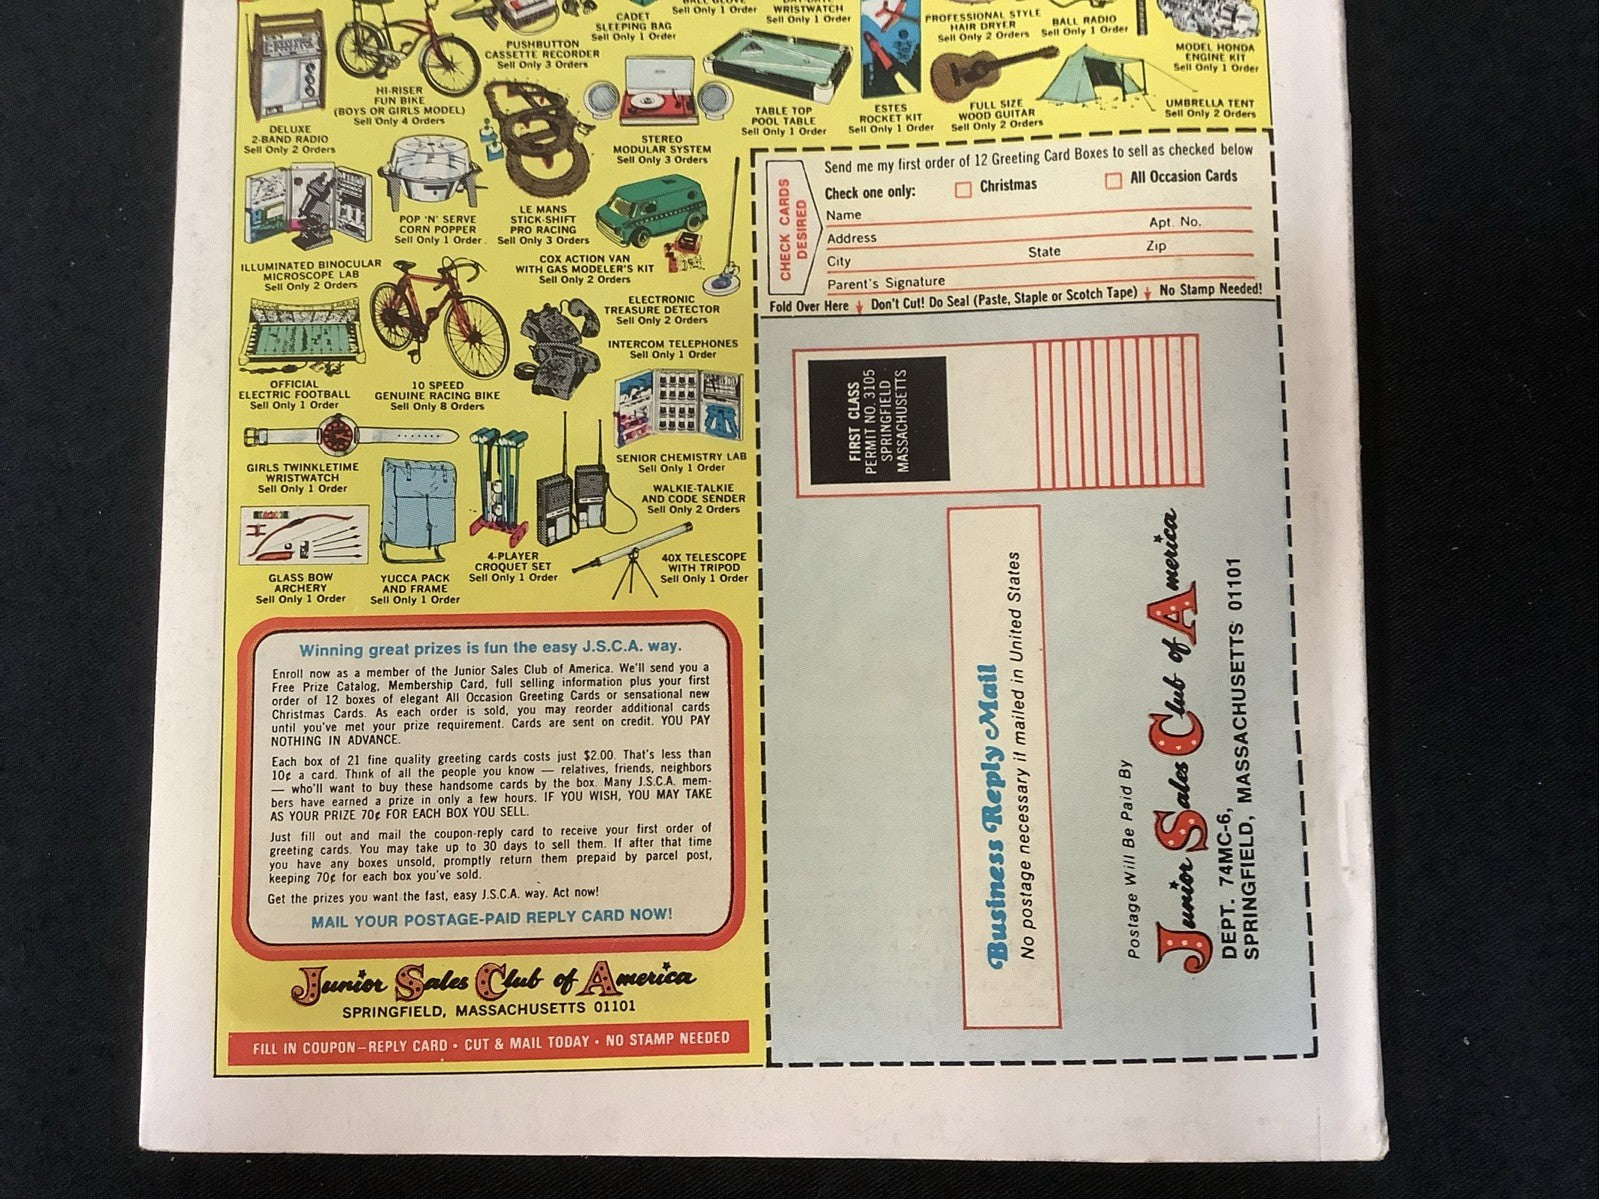 CADET
SLEEPING BAG
Sell Only 1 Order
Sell Only 1 Order
WRISTWATCH
Sell Only 1 Order
PROFESSIONAL STYLE
HAIR DRYER
Sell Only 2 Orders
BALL RADIO
Sell Only 1 Order
MODEL HONDA
ENGINE KIT
Sell Only 1 Order
PUSHBUTTON
CASSETTE RECORDER
Sell Only 3 Orders
HI-RISER
FUN BIKE
(BOYS OR GIRLS MODEL)
Sell Only 4 Orders
DELUXE
2-BAND RADIO
Sell Only 2 Orders
STEREO
MODULAR SYSTEM
Sell Only 3 Orders
TABLE TOP
POOL TABLE
Sell Only 1 Order
ESTES
ROCKET KIT
Sell Only 1 Order
FULL SIZE
WOOD GUITAR
Sell Only 2 Orders
UMBRELLA TENT
Sell Only 2 Orders
POP 'N' SERVE
CORN POPPER
Sell Only 1 Order.
LE MANS
STICK-SHIFT
PRO RACING
Sell Only 3 Orders
ILLUMINATED BINOCULAR
MICROSCOPE LAB
Sell Only 2 Orders
COX ACTION VAN
WITH GAS MODELER'S KIT
Sell Only 2 Orders
ELECTRONIC
TREASURE DETECTOR
Sell Only 2 Orders
INTERCOM TELEPHONES
Sell Only 1 Order
OFFICIAL
ELECTRIC FOOTBALL
Sell Only 1 Order
10 SPEED
GENUINE RACING BIKE
Sell Only 8 Orders
GIRLS TWINKLETIME
WRISTWATCH
Sell Only 1 Order
SENIOR CHEMISTRY LAB
Sell Only 1 Order
WALKIE-TALKIE
AND CODE SENDER
Sell Only 2 Orders
GLASS BOW
ARCHERY
Sell Only 1 Order
YUCCA PACK
AND FRAME
Sell Only 1 Order
4-PLAYER
CROQUET SET
Sell Only 1 Order
40X TELESCOPE
WITH TRIPOD
Sell Only 1 Order
Winning great prizes is fun the easy J.S.C.A. way.
Enroll now as a member of the Junior Sales Club of America. We'll send you a
Free Prize Catalog, Membership Card, full selling information plus your first
order of 12 boxes of elegant All Occasion Greeting Cards or sensational new
Christmas Cards. As each order is sold, you may reorder additional cards
until you've met your prize requirement. Cards are sent on credit. YOU PAY
NOTHING IN ADVANCE.
Each box of 21 fine quality greeting cards costs just $2.00. That's less than
10¢ a card. Think of all the people you know — relatives, friends, neighbors
— who'll want to buy these handsome cards by the box. Many J.S.C.A. mem-
bers have earned a prize in only a few hours. IF YOU WISH, YOU MAY TAKE
AS YOUR PRIZE 70¢ FOR EACH BOX YOU SELL.
Just fill out and mail the coupon-reply card to receive your first order of
greeting cards. You may take up to 30 days to sell them. If after that time
you have any boxes unsold, promptly return them prepaid by parcel post,
keeping 70¢ for each box you've sold.
Get the prizes you want the fast, easy J.S.C.A. way. Act now!
MAIL YOUR POSTAGE-PAID REPLY CARD NOW!
Junior Sales Club of America
SPRINGFIELD, MASSACHUSETTS 01101
FILL IN COUPON—REPLY CARD • CUT & MAIL TODAY • NO STAMP NEEDED
CHECK CARDS
DESIRED
Send me my first order of 12 Greeting Card Boxes to sell as checked below
Check one only: Christmas All Occasion Cards
Name
Address Apt. No.
City State Zip
Parent's Signature
Fold Over Here Don't Cut! Do Seal (Paste, Staple or Scotch Tape) No Stamp Needed!
FIRST CLASS
PERMIT NO. 3105
SPRINGFIELD
MASSACHUSETTS
Business Reply Mail
No postage necessary if mailed in United States
Postage Will Be Paid By
Junior Sales Club of America
DEPT. 74MC-6,
SPRINGFIELD, MASSACHUSETTS 01101